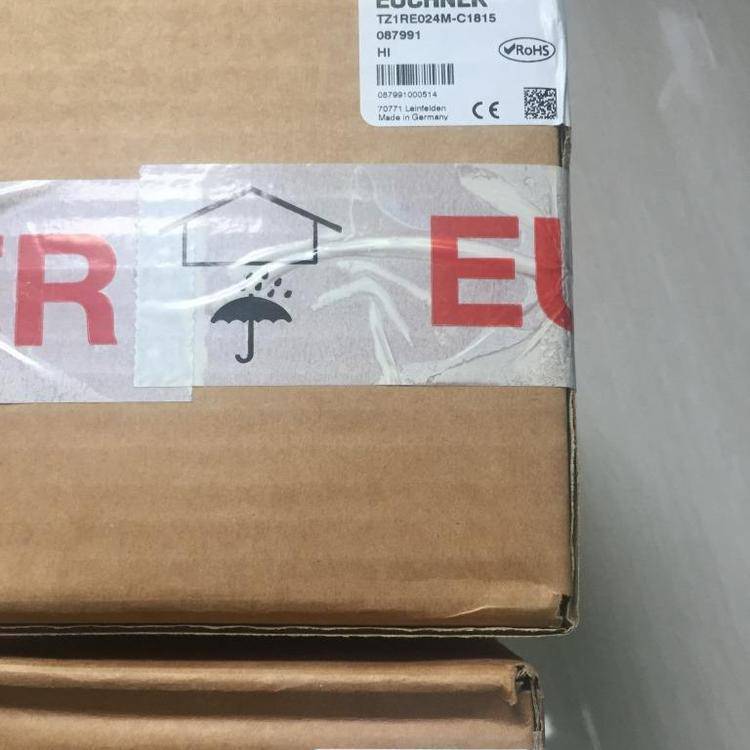 EUCHNER
TZ1RE024M-C1815
087991
HI
RoHS
087991000514
70771 Leinfelden
Made in Germany
CE
R
EU